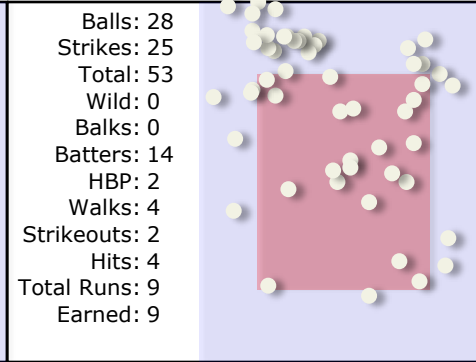 Balls: 28
Strikes: 25
Total: 53
Wild: 0
Balks: 0
Batters: 14
HBP: 2
Walks: 4
Strikeouts: 2
Hits: 4
Total Runs: 9
Earned: 9